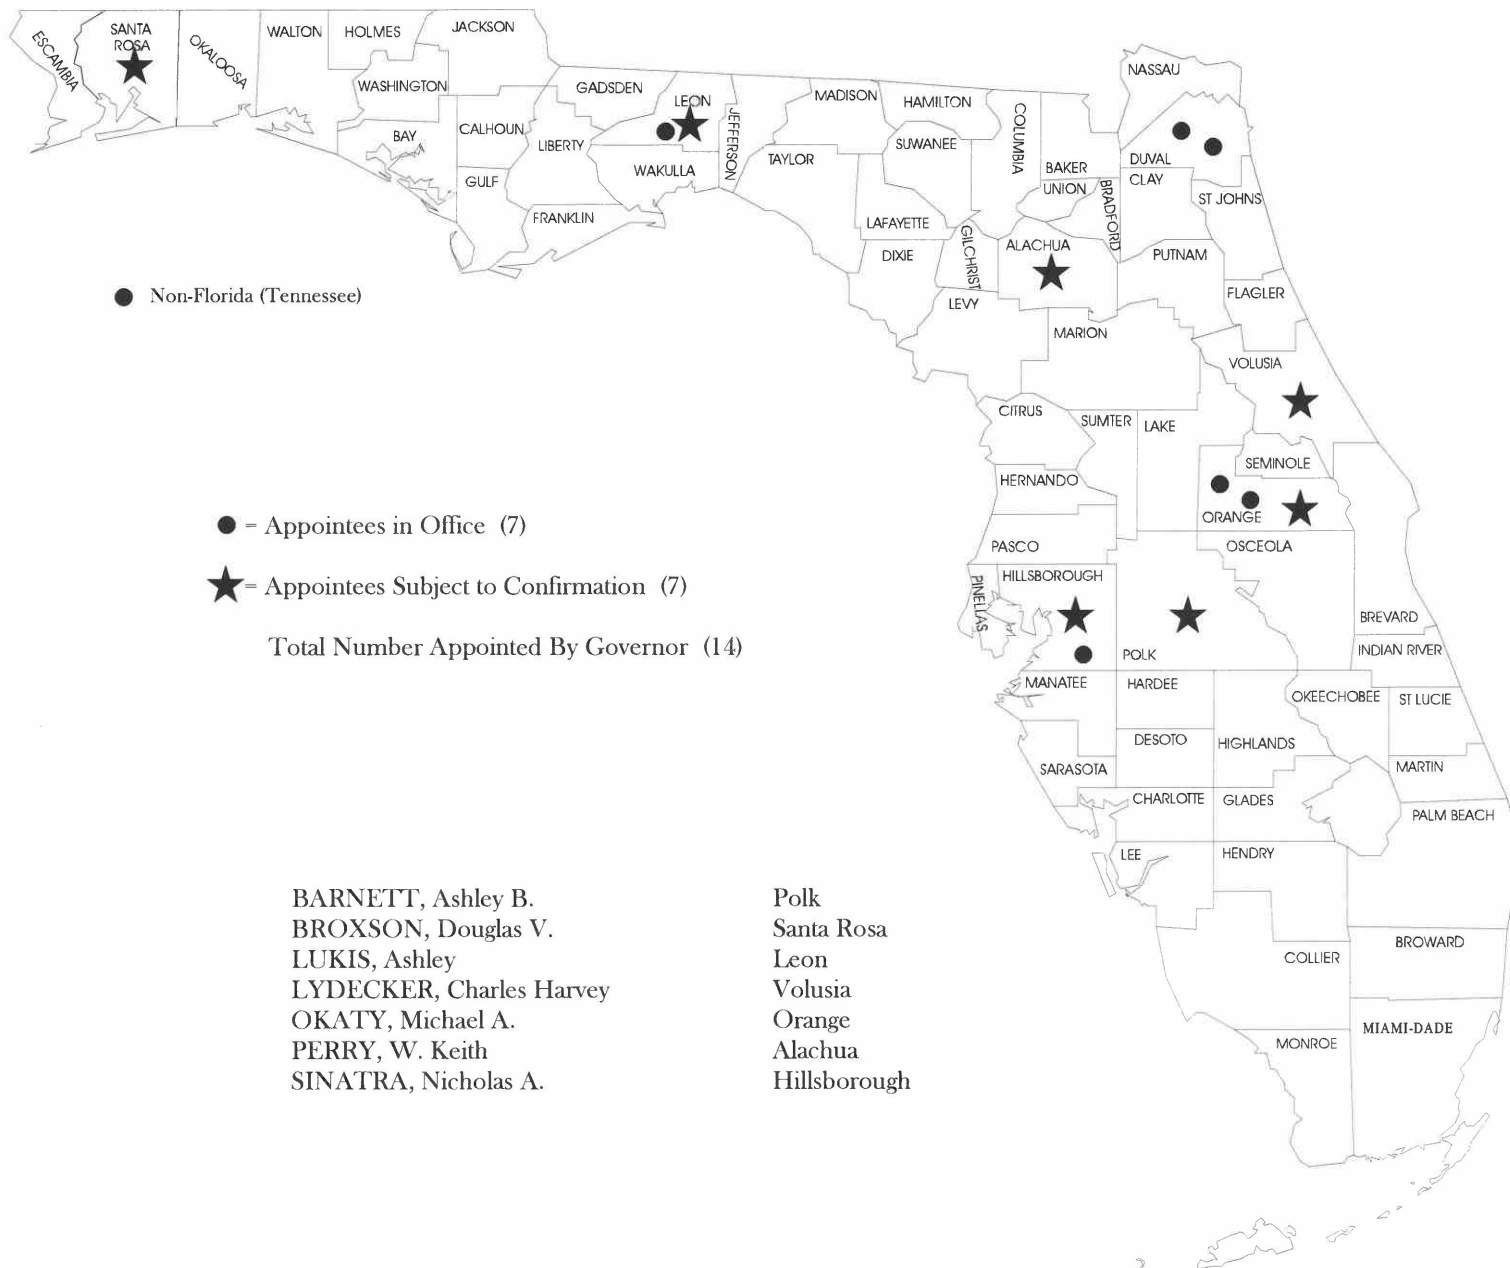 ESCAMBIA
SANTA
ROSA
OKALOOSA
WALTON
HOLMES
JACKSON
WASHINGTON
BAY
CALHOUN
GULF
GADSDEN
LIBERTY
FRANKLIN
LEON
WAKULLA
JEFFERSON
MADISON
TAYLOR
HAMILTON
SUWANEE
LAFAYETTE
DIXIE
COLUMBIA
GILCHRIST
BAKER
UNION
BRADFORD
ALACHUA
LEVY
NASSAU
DUVAL
CLAY
ST JOHNS
PUTNAM
FLAGLER
MARION
VOLUSIA
CITRUS
SUMTER
LAKE
SEMINOLE
HERNANDO
ORANGE
PASCO
OSCEOLA
PINELLAS
HILLSBOROUGH
POLK
BREVARD
INDIAN RIVER
MANATEE
HARDEE
OKEECHOBEE
ST LUCIE
DESOTO
HIGHLANDS
SARASOTA
MARTIN
CHARLOTTE
GLADES
PALM BEACH
LEE
HENDRY
BROWARD
COLLIER
MIAMI-DADE
MONROE
Non-Florida (Tennessee)
= Appointees in Office (7)
= Appointees Subject to Confirmation (7)
Total Number Appointed By Governor (14)
BARNETT, Ashley B. Polk
BROXSON, Douglas V. Santa Rosa
LUKIS, Ashley Leon
LYDECKER, Charles Harvey Volusia
OKATY, Michael A. Orange
PERRY, W. Keith Alachua
SINATRA, Nicholas A. Hillsborough